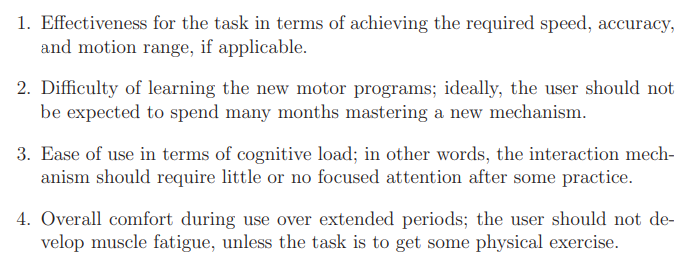 1. Effectiveness for the task in terms of achieving the required speed, accuracy,
and motion range, if applicable.
2. Difficulty of learning the new motor programs; ideally, the user should not
be expected to spend many months mastering a new mechanism.
3. Ease of use in terms of cognitive load; in other words, the interaction mech-
anism should require little or no focused attention after some practice.
4. Overall comfort during use over extended periods; the user should not de-
velop muscle fatigue, unless the task is to get some physical exercise.